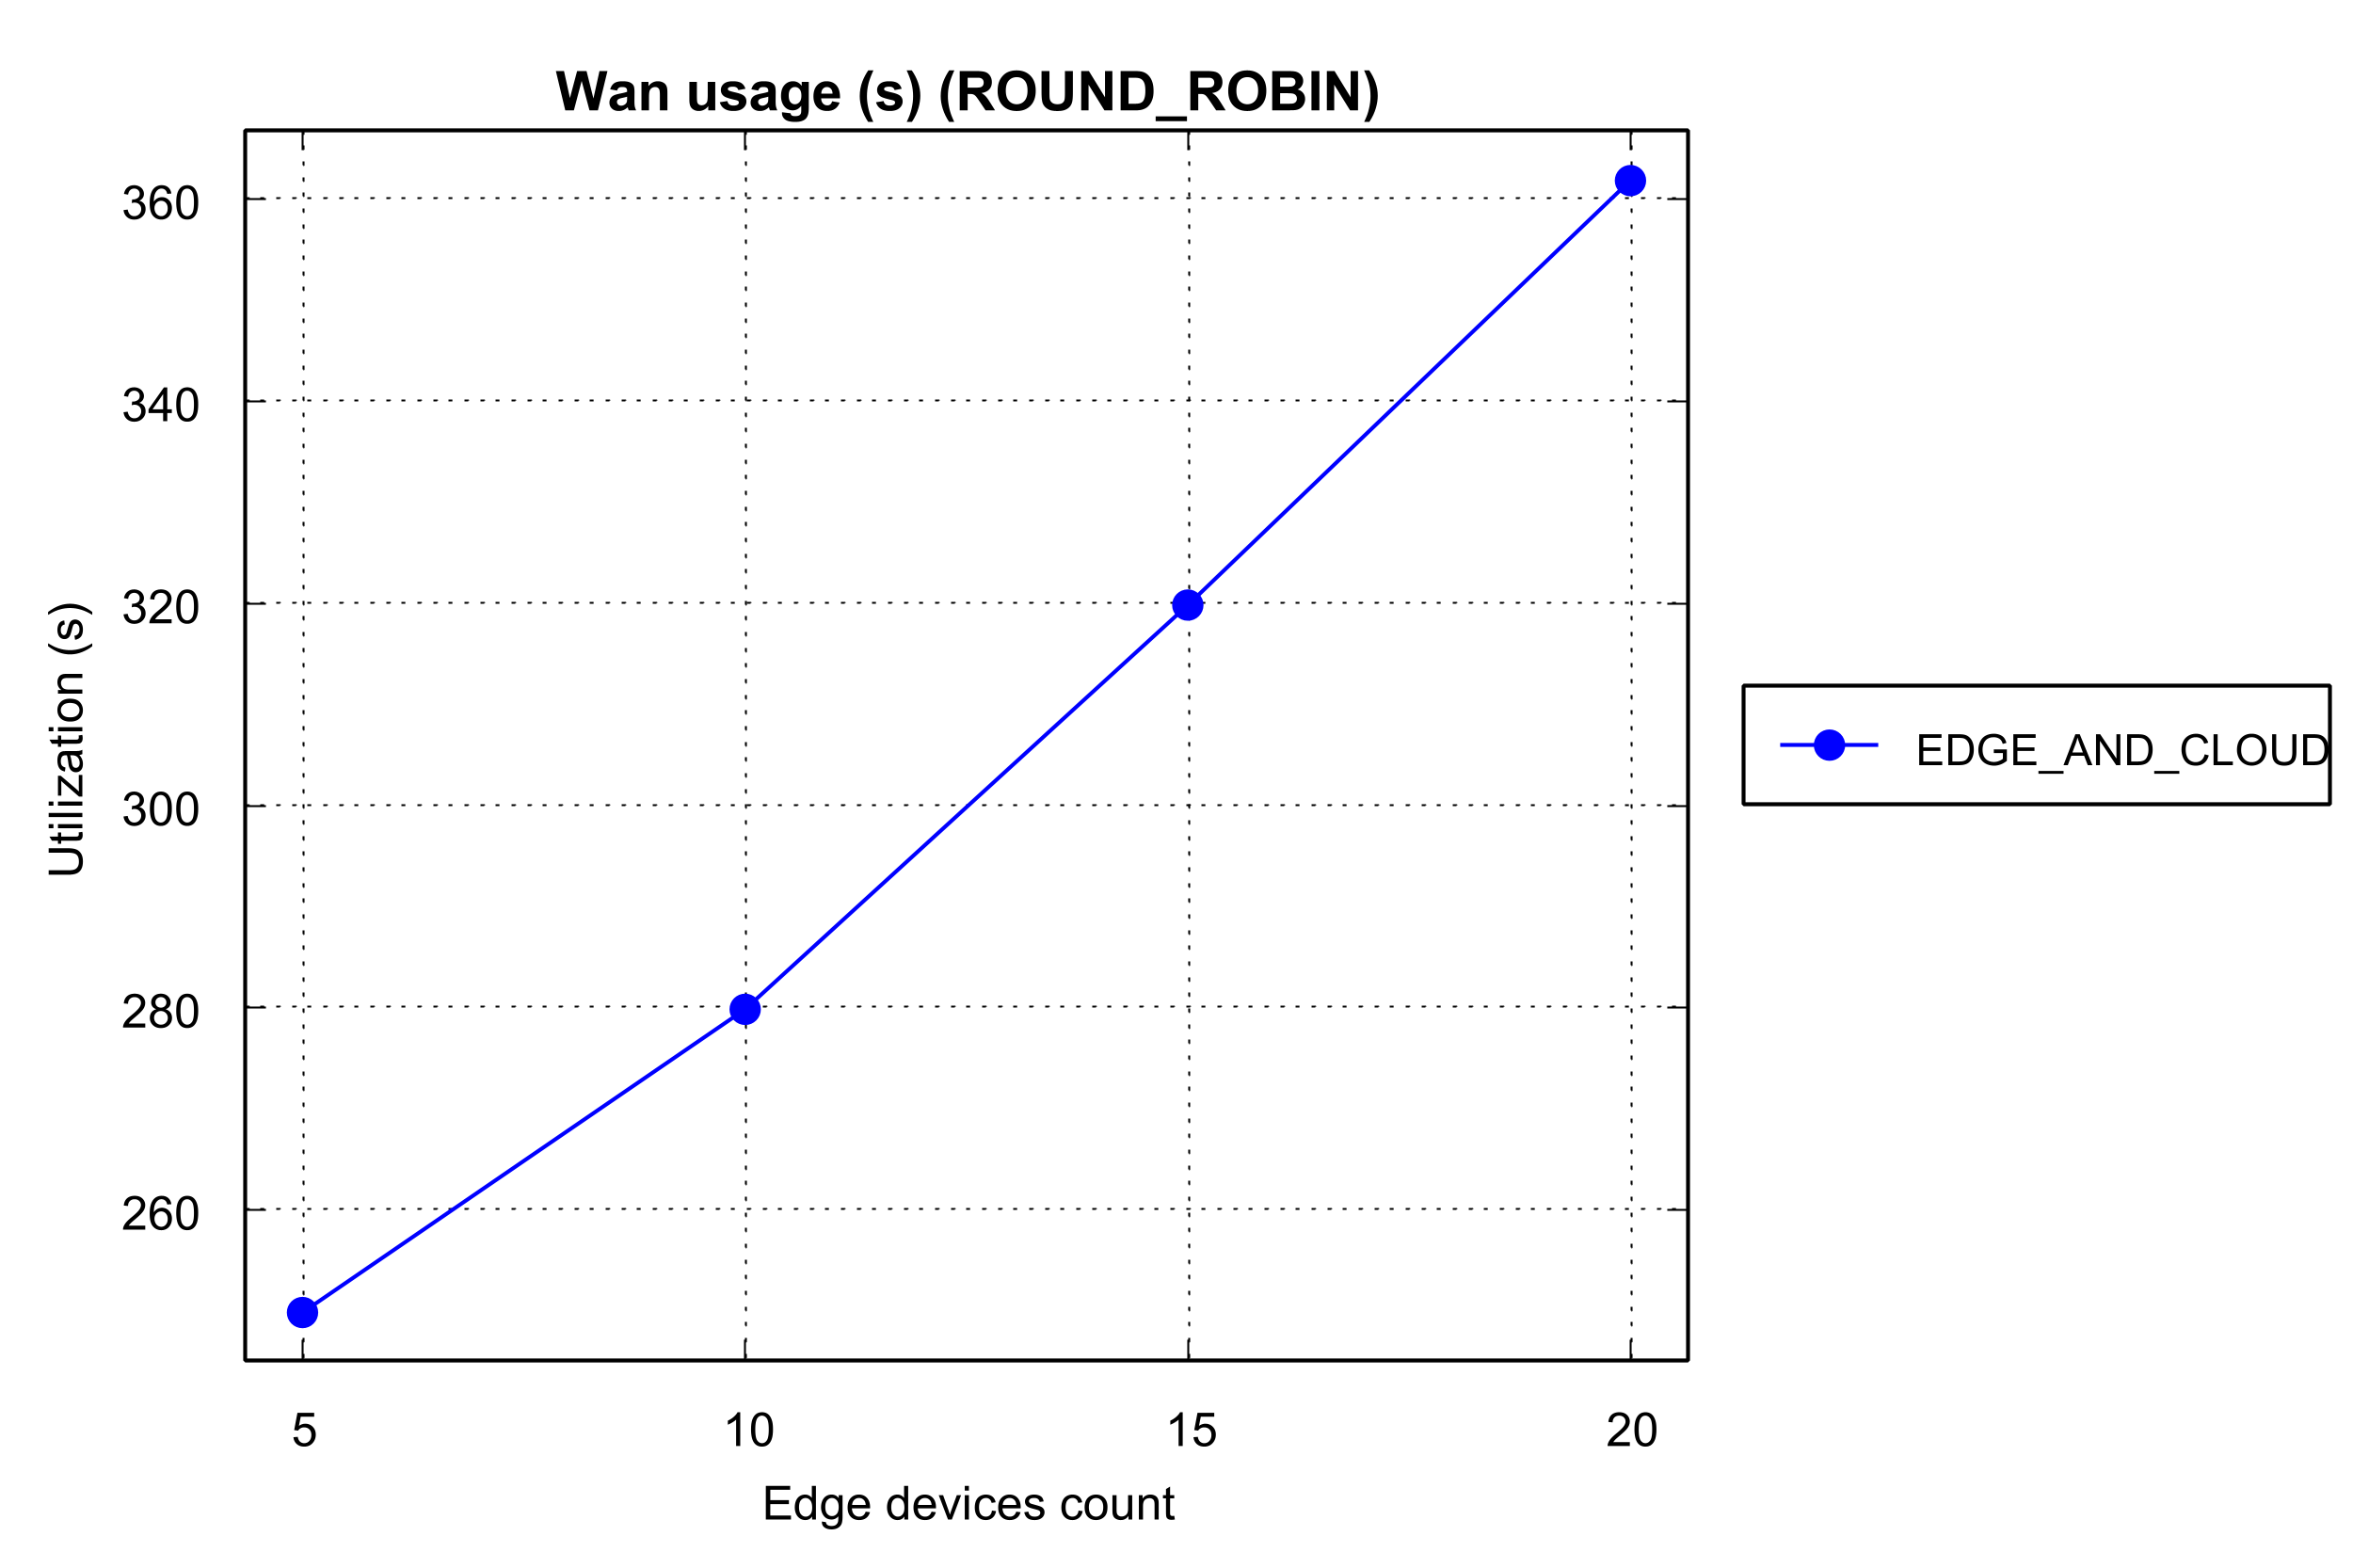 Wan usage (s) (ROUND_ROBIN)
360
340
320
300
280
260
Utilization (s)
5 10 15 20
Edge devices count
EDGE_AND_CLOUD